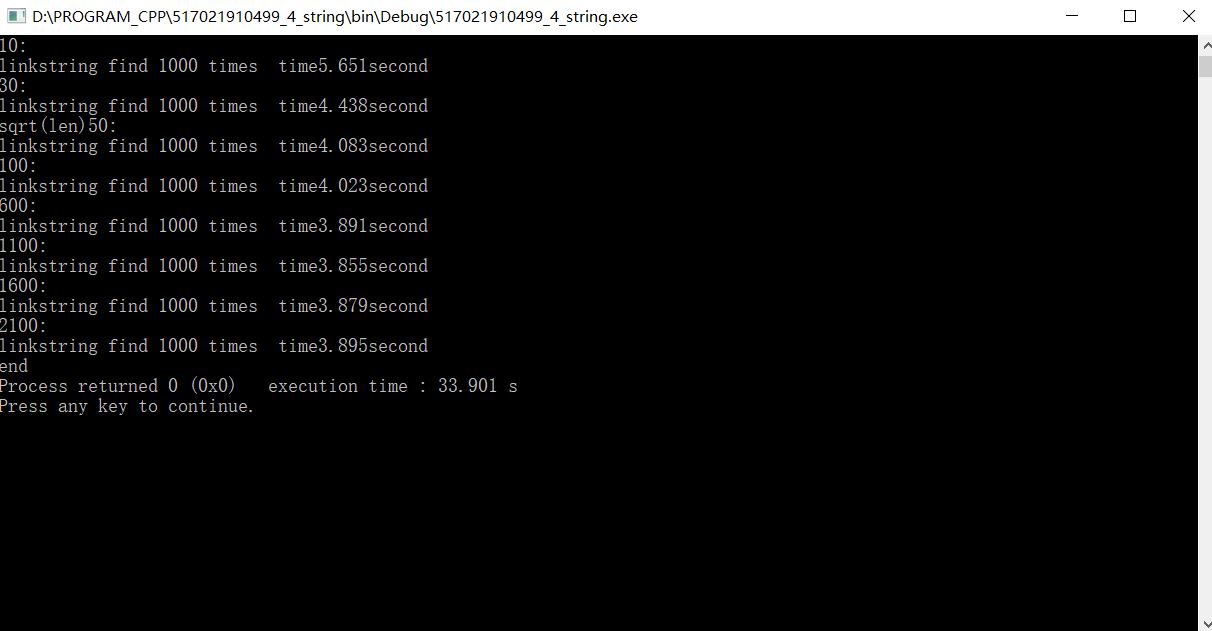 D:\PROGRAM_CPP\517021910499_4_string\bin\Debug\517021910499_4_string.exe
10:
linkstring find 1000 times  time5.651second
30:
linkstring find 1000 times  time4.438second
sqrt(len)50:
linkstring find 1000 times  time4.083second
100:
linkstring find 1000 times  time4.023second
600:
linkstring find 1000 times  time3.891second
1100:
linkstring find 1000 times  time3.855second
1600:
linkstring find 1000 times  time3.879second
2100:
linkstring find 1000 times  time3.895second
end
Process returned 0 (0x0)   execution time : 33.901 s
Press any key to continue.